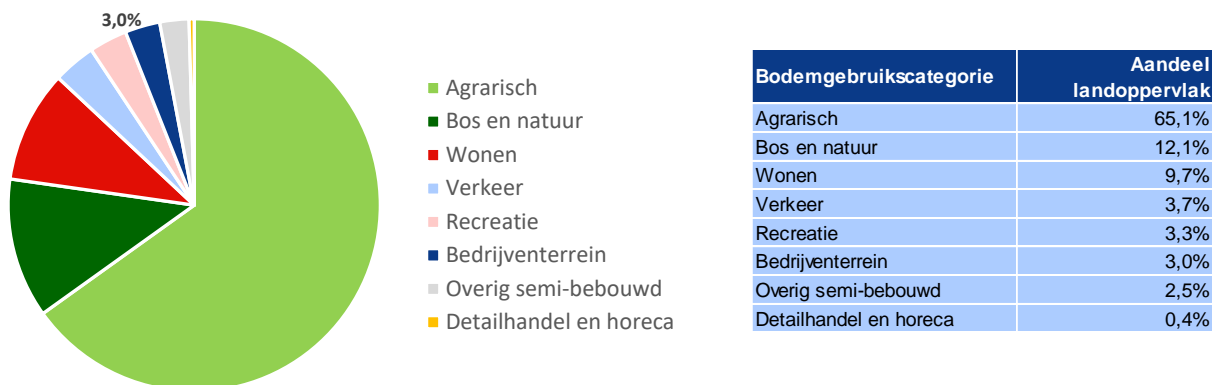 3,0%
Agrarisch
Bos en natuur
Wonen
Verkeer
Recreatie
Bedrijventerrein
Overig semi-bebouwd
Detailhandel en horeca
Bodemgebruikscategorie Aandeel
landoppervlak
Agrarisch 65,1%
Bos en natuur 12,1%
Wonen 9,7%
Verkeer 3,7%
Recreatie 3,3%
Bedrijventerrein 3,0%
Overig semi-bebouwd 2,5%
Detailhandel en horeca 0,4%